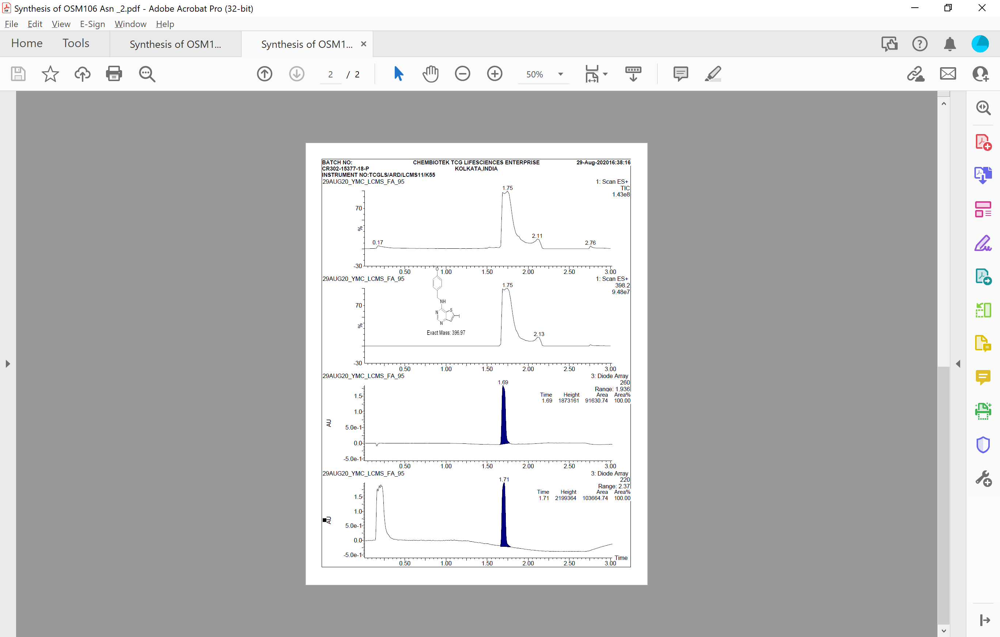 Synthesis of OSM106 Asn _2.pdf - Adobe Acrobat Pro (32-bit)
File Edit View E-Sign Window Help
Home Tools Synthesis of OSM1... Synthesis of OSM1...
2 / 2 50%
BATCH NO: CHEMBIOTEK TCG LIFESCIENCES ENTERPRISE 29-Aug-202016:38:16
CR302-15377-18-P KOLKATA,INDIA
INSTRUMENT NO:TCGLS/ARD/LCMS11/K55
29AUG20_YMC_LCMS_FA_95 1: Scan ES+
TIC
1.43e8
1.75
70
%
0.17
2.11
2.76
-30
0.50 1.00 1.50 2.00 2.50 3.00
29AUG20_YMC_LCMS_FA_95 1: Scan ES+
398.2
9.48e7
1.75
70
%
2.13
-30
0.50 1.00 1.50 2.00 2.50 3.00
O
NH
N
S
I
N
Exact Mass: 396.97
29AUG20_YMC_LCMS_FA_95 3: Diode Array
260
Range: 1.936
1.69
Time Height Area Area%
1.69 1873161 91630.74 100.00
1.5
1.0
AU
5.0e-1
0.0
-5.0e-1
0.50 1.00 1.50 2.00 2.50 3.00
29AUG20_YMC_LCMS_FA_95 3: Diode Array
220
Range: 2.37
1.71
Time Height Area Area%
1.71 2199364 103664.74 100.00
1.5
1.0
AU
5.0e-1
0.0
-5.0e-1
Time
0.50 1.00 1.50 2.00 2.50 3.00